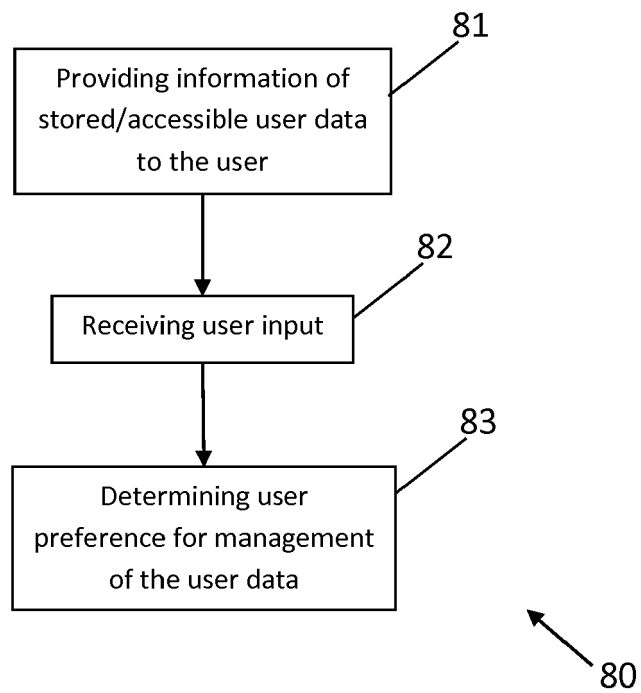 81
Providing information of
stored/accessible user data
to the user
82
Receiving user input
83
Determining user
preference for management
of the user data
80